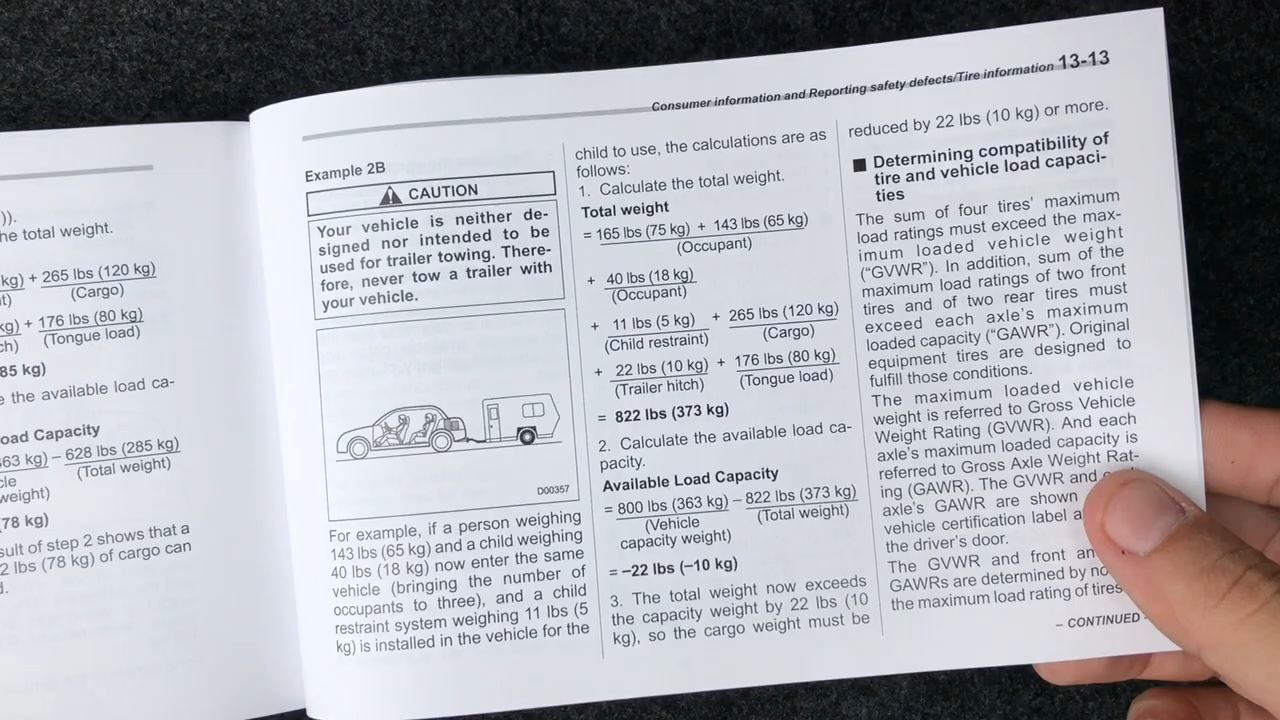 )).
he total weight.
kg) + 265 lbs (120 kg)
t) (Cargo)
kg) + 176 lbs (80 kg)
ch) (Tongue load)
85 kg)
e the available load ca-
oad Capacity
363 kg) – 628 lbs (285 kg)
cle (Total weight)
weight)
78 kg)
sult of step 2 shows that a
2 lbs (78 kg) of cargo can
d.
Consumer information and Reporting safety defects/Tire information 13-13
Example 2B
CAUTION
Your vehicle is neither de-
signed nor intended to be
used for trailer towing. There-
fore, never tow a trailer with
your vehicle.
D00357
For example, if a person weighing
143 lbs (65 kg) and a child weighing
40 lbs (18 kg) now enter the same
vehicle (bringing the number of
occupants to three), and a child
restraint system weighing 11 lbs (5
kg) is installed in the vehicle for the
child to use, the calculations are as
follows:
1. Calculate the total weight.
Total weight
= 165 lbs (75 kg) + 143 lbs (65 kg)
(Occupant)
+ 40 lbs (18 kg)
(Occupant)
+ 11 lbs (5 kg) + 265 lbs (120 kg)
(Child restraint) (Cargo)
+ 22 lbs (10 kg) + 176 lbs (80 kg)
(Trailer hitch) (Tongue load)
= 822 lbs (373 kg)
2. Calculate the available load ca-
pacity.
Available Load Capacity
= 800 lbs (363 kg) – 822 lbs (373 kg)
(Vehicle (Total weight)
capacity weight)
= –22 lbs (–10 kg)
3. The total weight now exceeds
the capacity weight by 22 lbs (10
kg), so the cargo weight must be
reduced by 22 lbs (10 kg) or more.
■ Determining compatibility of
tire and vehicle load capaci-
ties
The sum of four tires' maximum
load ratings must exceed the max-
imum loaded vehicle weight
("GVWR"). In addition, sum of the
maximum load ratings of two front
tires and of two rear tires must
exceed each axle's maximum
loaded capacity ("GAWR"). Original
equipment tires are designed to
fulfill those conditions.
The maximum loaded vehicle
weight is referred to Gross Vehicle
Weight Rating (GVWR). And each
axle's maximum loaded capacity is
referred to Gross Axle Weight Rat-
ing (GAWR). The GVWR and
axle's GAWR are shown
vehicle certification label
the driver's door.
The GVWR and front
GAWRs are determined by
the maximum load rating of tires
– CONTINUED